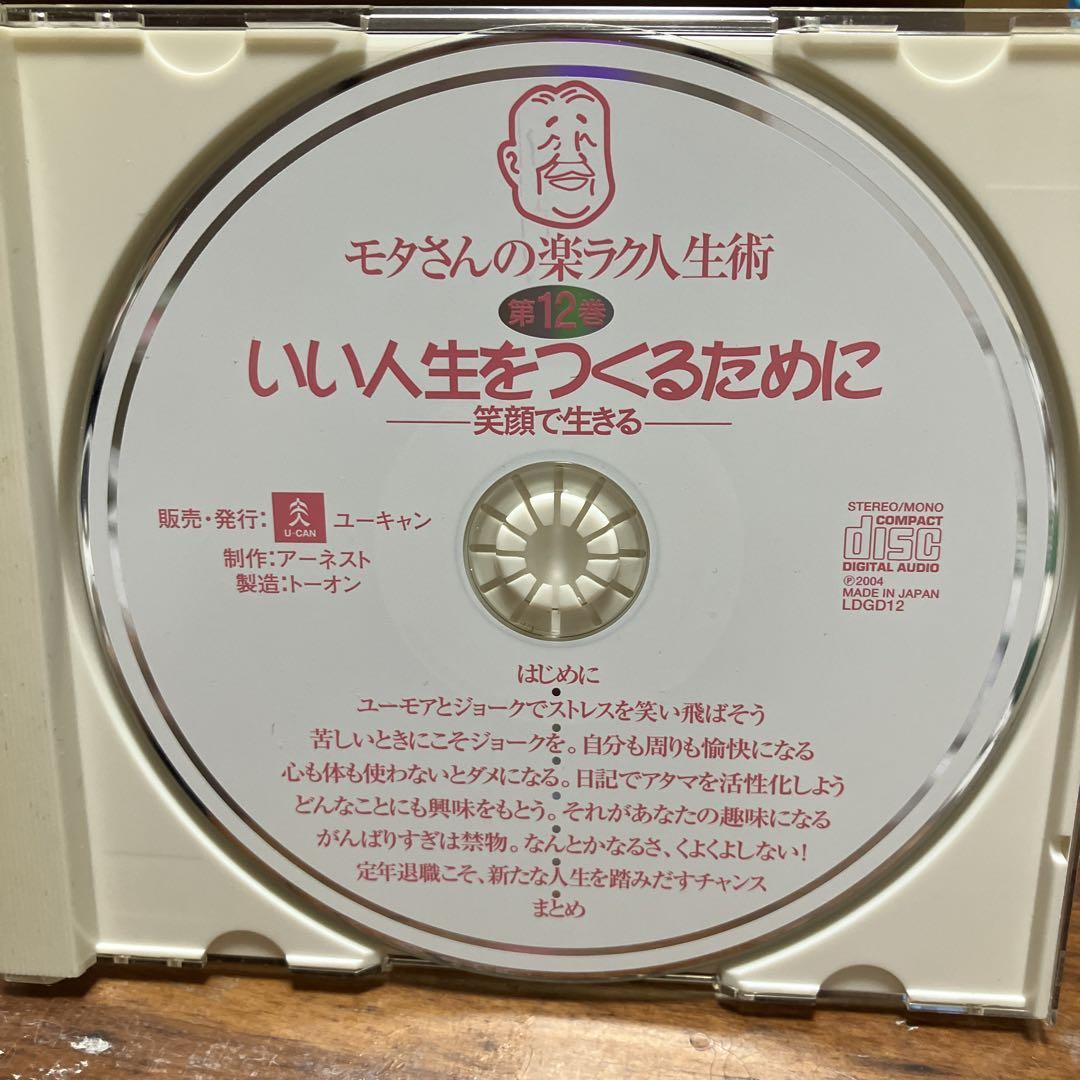 モタさんの楽ラク人生術
第12巻
いい人生をつくるために
笑顔で生きる
販売・発行: U-CAN ユーキャン
制作:アーネスト
製造:トーオン
STEREO/MONO
COMPACT
disc
DIGITAL AUDIO
Ⓟ2004
MADE IN JAPAN
LDGD12
はじめに
ユーモアとジョークでストレスを笑い飛ばそう
苦しいときにこそジョークを。自分も周りも愉快になる
心も体も使わないとダメになる。日記でアタマを活性化しよう
どんなことにも興味をもとう。それがあなたの趣味になる
がんばりすぎは禁物。なんとかなるさ、くよくよしない!
定年退職こそ、新たな人生を踏みだすチャンス
まとめ